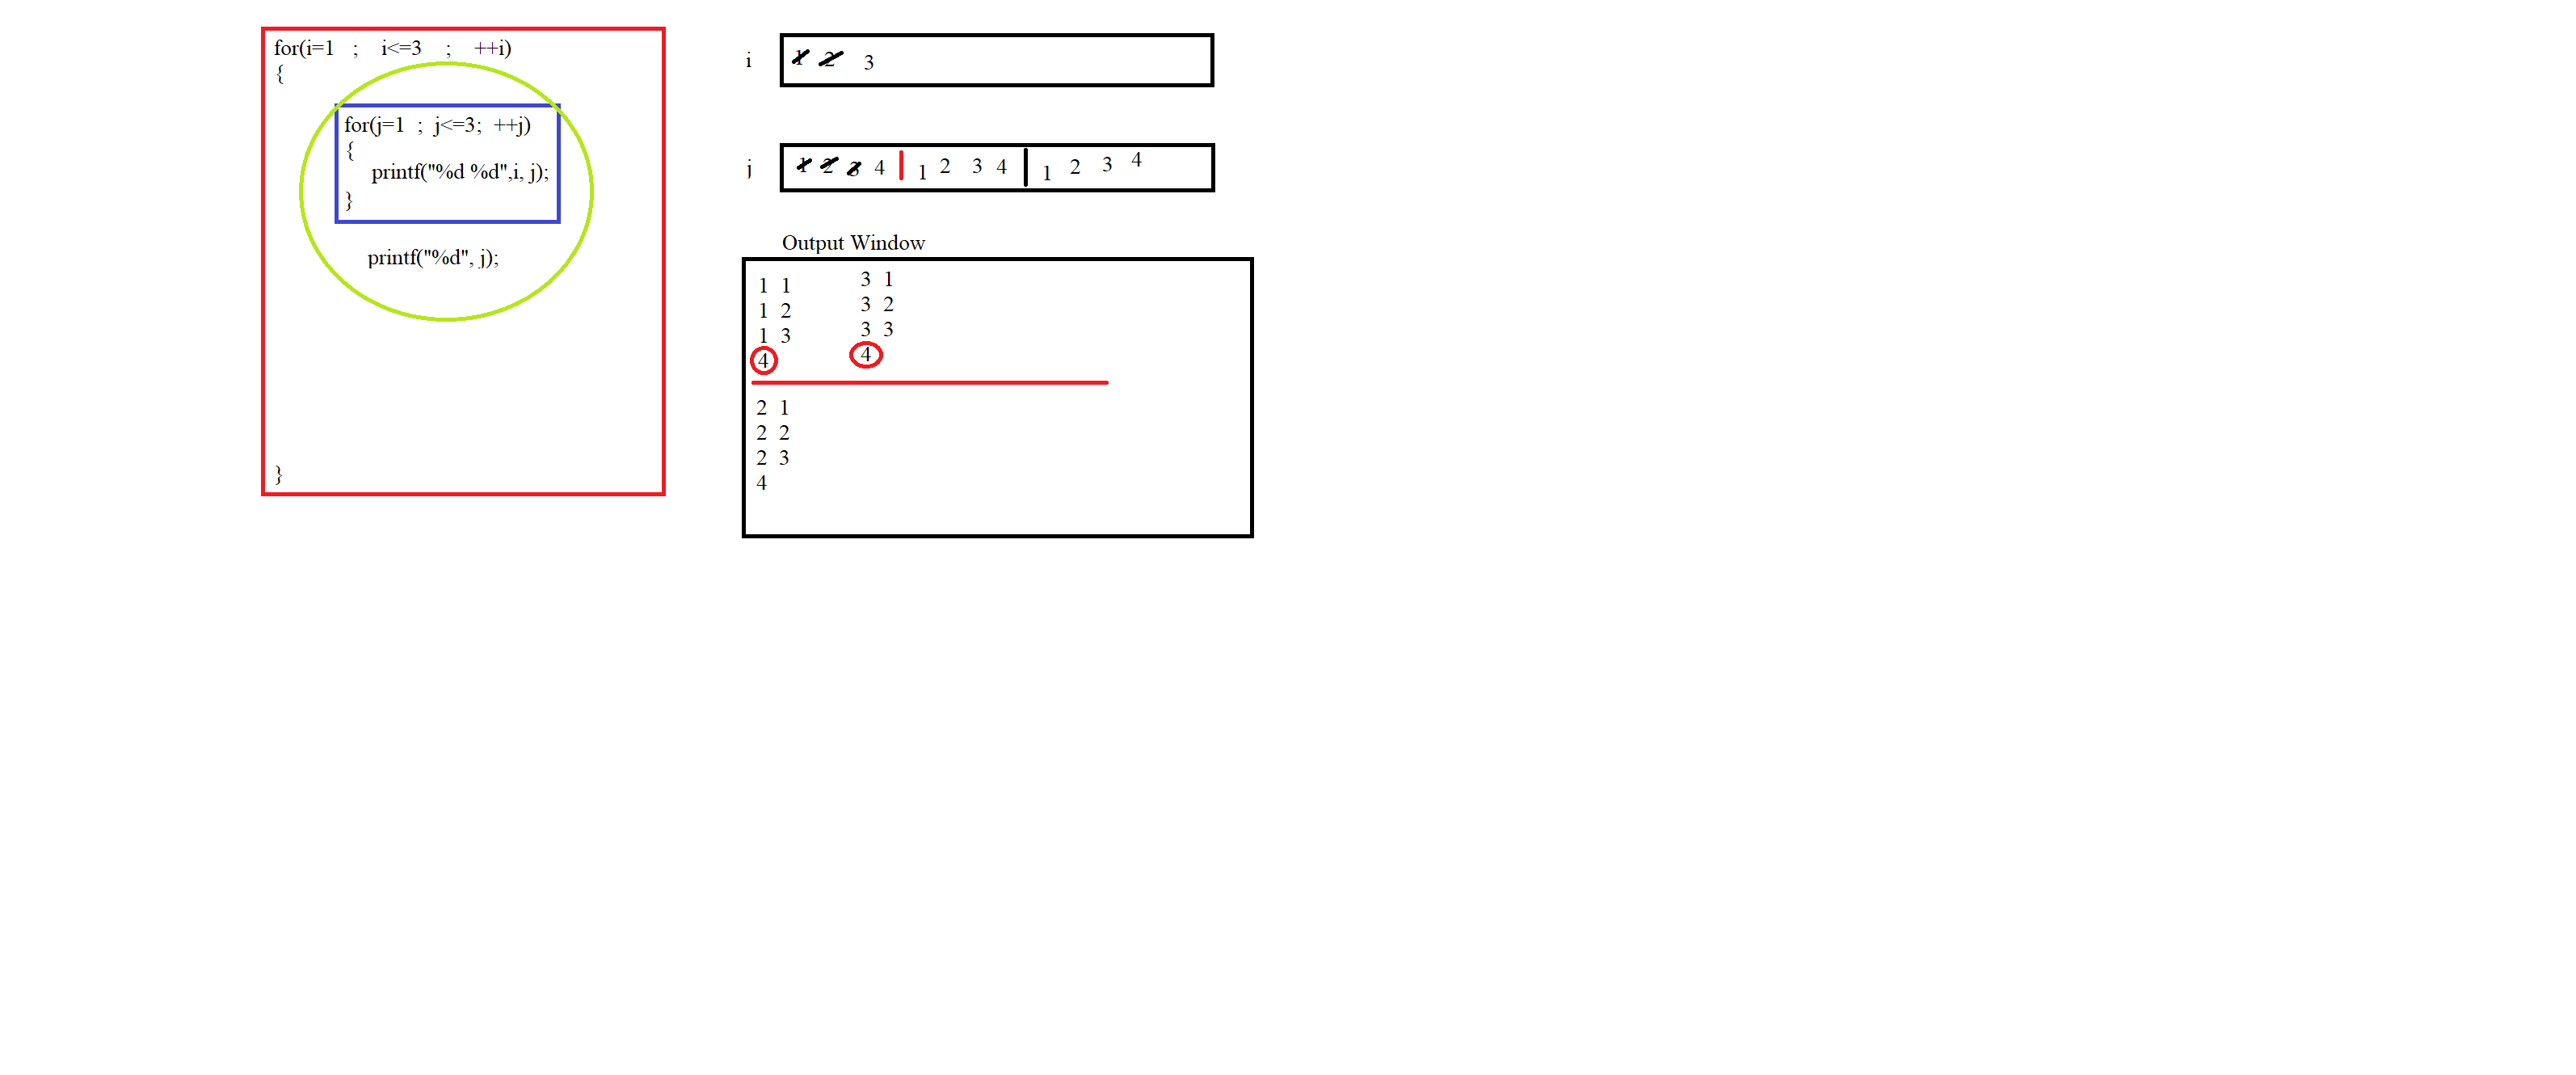 for(i=1 ; i<=3 ; ++i)
{
for(j=1 ; j<=3; ++j)
{
printf("%d %d",i, j);
}
printf("%d", j);
}
i 1 2 3
j 1 2 3 4 1 2 3 4 1 2 3 4
Output Window
1 1
1 2
1 3
4
2 1
2 2
2 3
4
3 1
3 2
3 3
4